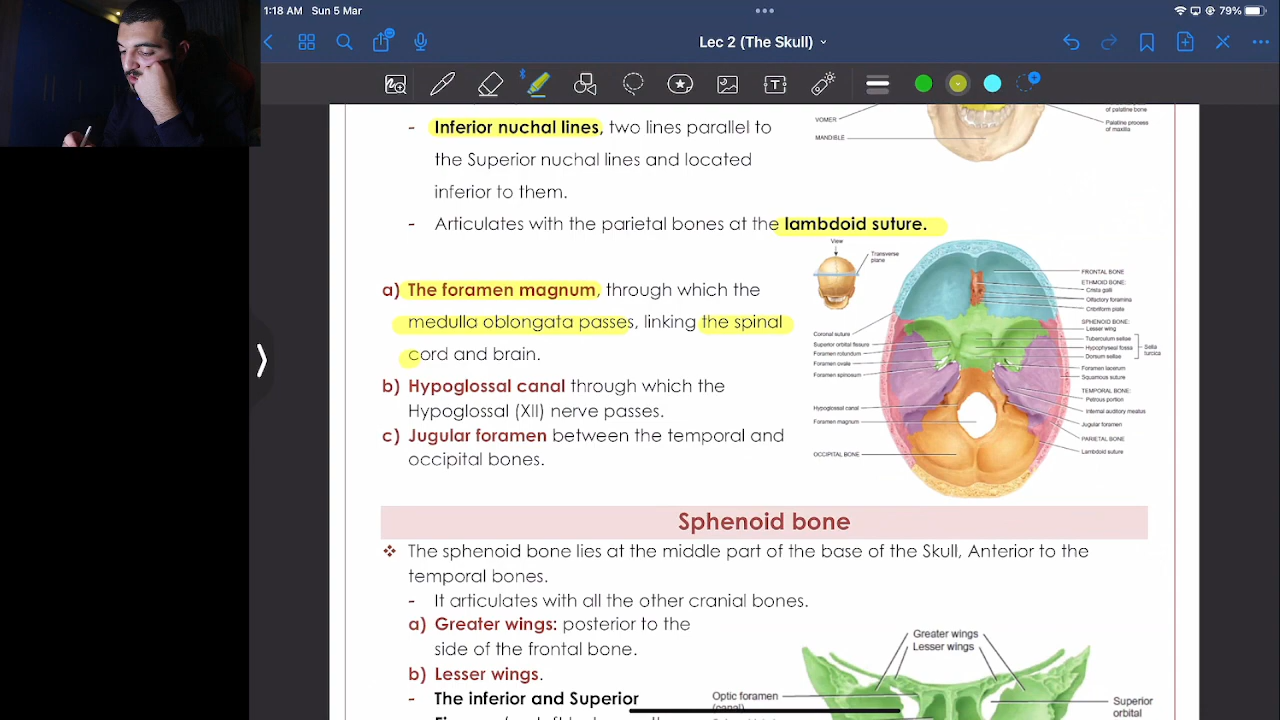 1:18 AM Sun 5 Mar
79%
Lec 2 (The Skull)
- Inferior nuchal lines, two lines parallel to
the Superior nuchal lines and located
inferior to them.
- Articulates with the parietal bones at the lambdoid suture.
a) The foramen magnum, through which the
medulla oblongata passes, linking the spinal
cord and brain.
b) Hypoglossal canal through which the
Hypoglossal (XII) nerve passes.
c) Jugular foramen between the temporal and
Occipital bones.
VOMER
MANDIBLE
of palatine bone
Palatine process
of maxilla
View
Transverse
plane
Coronal suture
Superior orbital fissure
Foramen rotundum
Foramen ovale
Foramen spinosum
Hypoglossal canal
Foramen magnum
OCCIPITAL BONE
FRONTAL BONE
ETHMOID BONE:
Crista galli
Olfactory foramina
Cribriform plate
SPHENOID BONE:
Lesser wing
Tuberculum sellae
Hypophyseal fossa
Dorsum sellae
Sella
turcica
Foramen lacerum
Squamous suture
TEMPORAL BONE:
Petrous portion
Internal auditory meatus
Jugular foramen
PARIETAL BONE
Lambdoid suture
Sphenoid bone
❖ The sphenoid bone lies at the middle part of the base of the Skull, Anterior to the
temporal bones.
- It articulates with all the other cranial bones.
a) Greater wings: posterior to the
side of the frontal bone.
b) Lesser wings.
- The inferior and Superior
Greater wings
Lesser wings
Optic foramen
(canal)
Superior
orbital